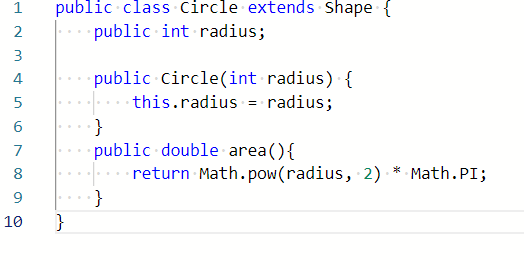 1 public class Circle extends Shape {
2     public int radius;
3
4     public Circle(int radius) {
5         this.radius = radius;
6     }
7     public double area(){
8         return Math.pow(radius, 2) * Math.PI;
9     }
10 }